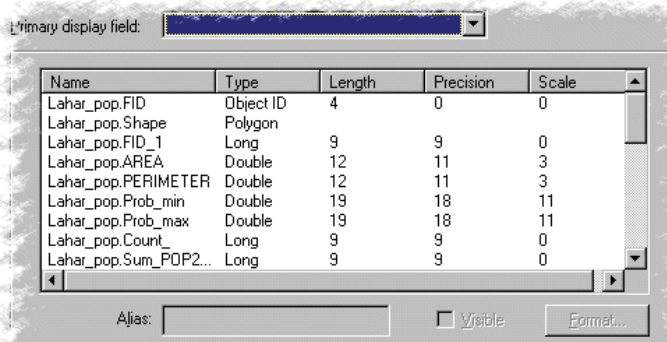 Primary display field:
Name Type Length Precision Scale
Lahar_pop.FID Object ID 4 0 0
Lahar_pop.Shape Polygon
Lahar_pop.FID_1 Long 9 9 0
Lahar_pop.AREA Double 12 11 3
Lahar_pop.PERIMETER Double 12 11 3
Lahar_pop.Prob_min Double 19 18 11
Lahar_pop.Prob_max Double 19 18 11
Lahar_pop.Count_ Long 9 9 0
Lahar_pop.Sum_POP2... Long 9 9 0
Alias: Visible Format...